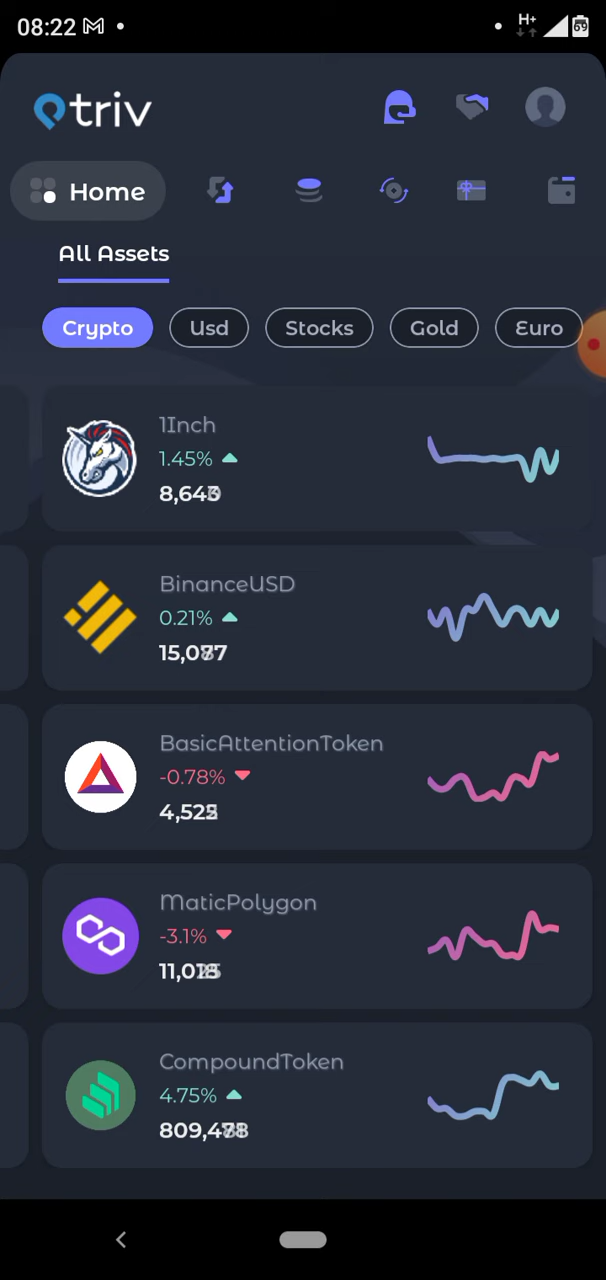 08:22
H+
69
triv
Home
All Assets
Crypto Usd Stocks Gold Euro
1Inch
1.45%
BinanceUSD
0.21%
BasicAttentionToken
-0.78%
MaticPolygon
-3.1%
CompoundToken
4.75%